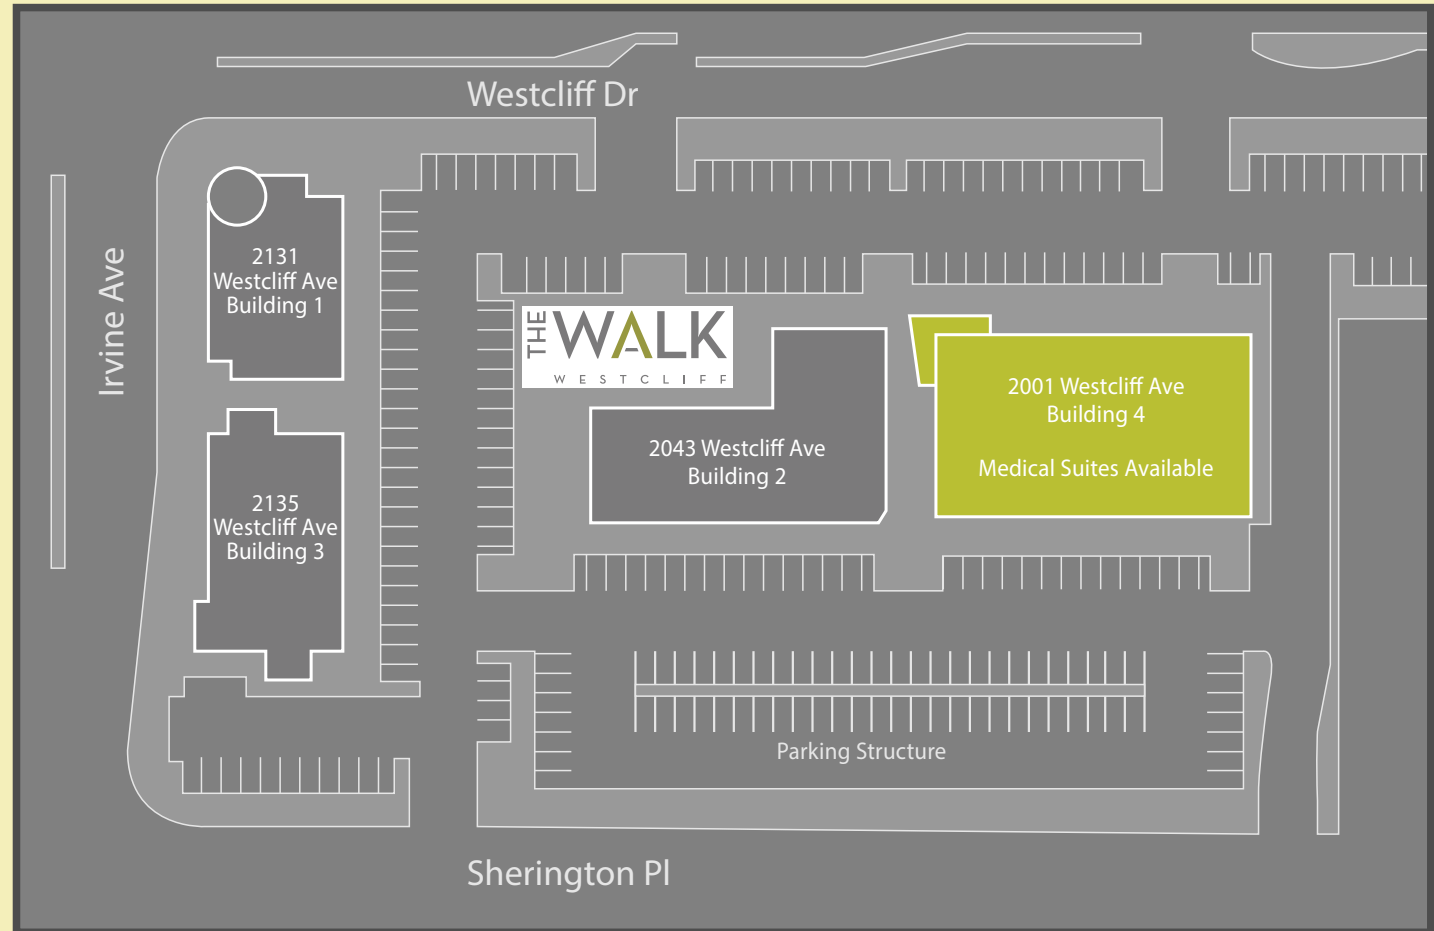 Westcliff Dr
Irvine Ave
2131
Westcliff Ave
Building 1
THE WALK
WESTCLIFF
2001 Westcliff Ave
Building 4
Medical Suites Available
2043 Westcliff Ave
Building 2
2135
Westcliff Ave
Building 3
Parking Structure
Sherington Pl